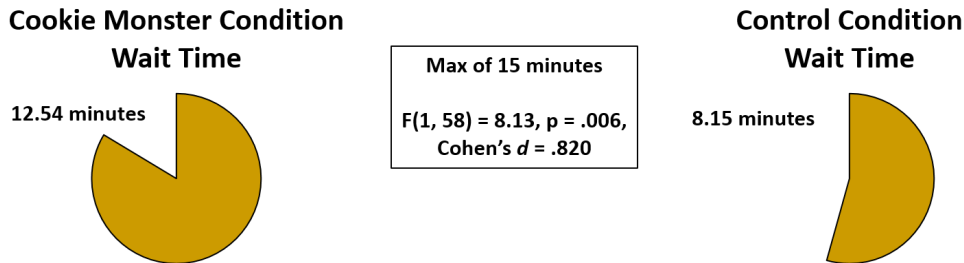 Cookie Monster Condition
Wait Time
12.54 minutes
Max of 15 minutes
F(1, 58) = 8.13, p = .006,
Cohen's d = .820
Control Condition
Wait Time
8.15 minutes